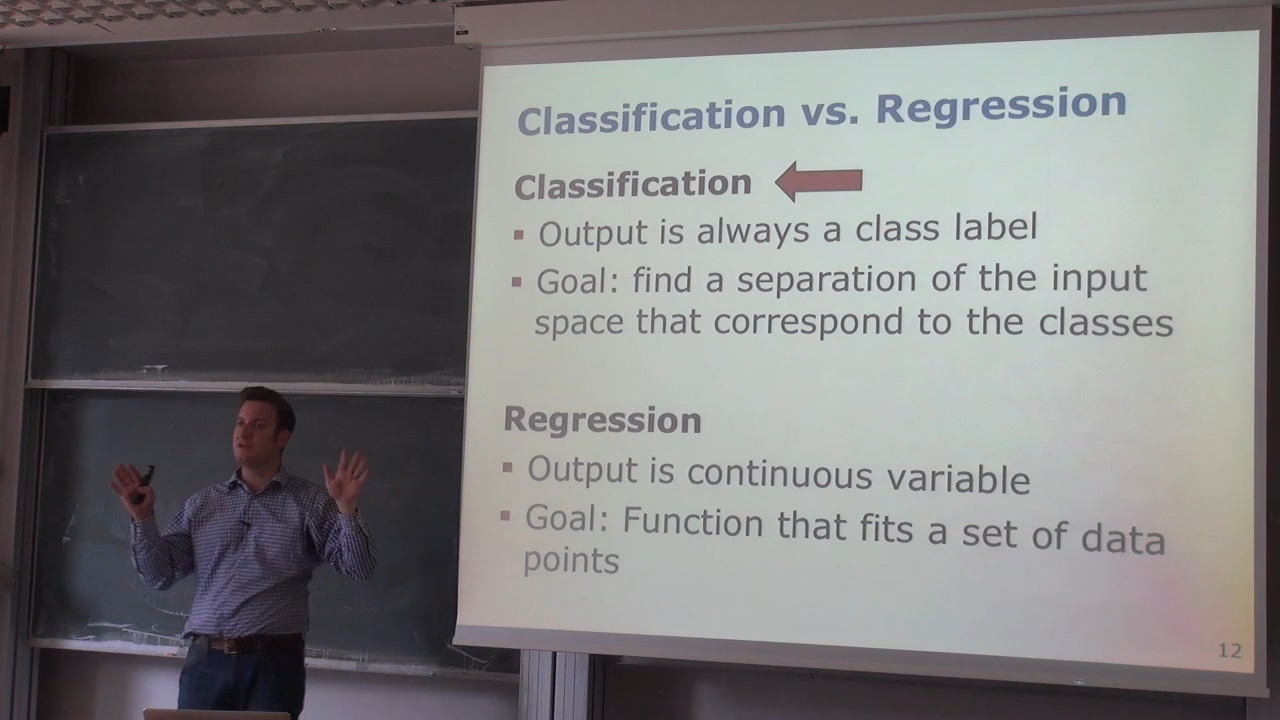 Classification vs. Regression
Classification
▪ Output is always a class label
▪ Goal: find a separation of the input
space that correspond to the classes
Regression
▪ Output is continuous variable
▪ Goal: Function that fits a set of data
points
12